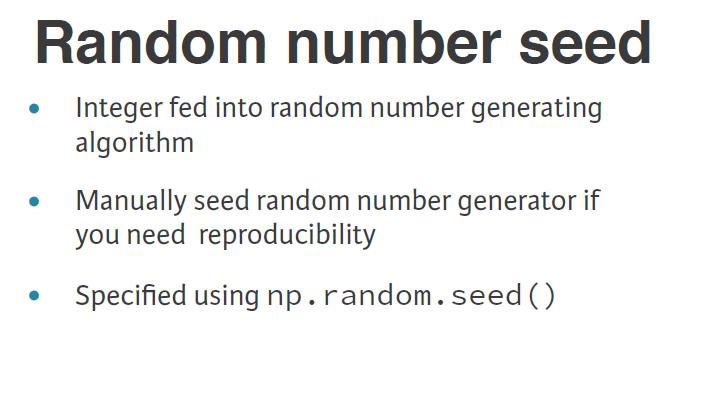 Random number seed
• Integer fed into random number generating
algorithm
• Manually seed random number generator if
you need reproducibility
• Specified using np.random.seed()